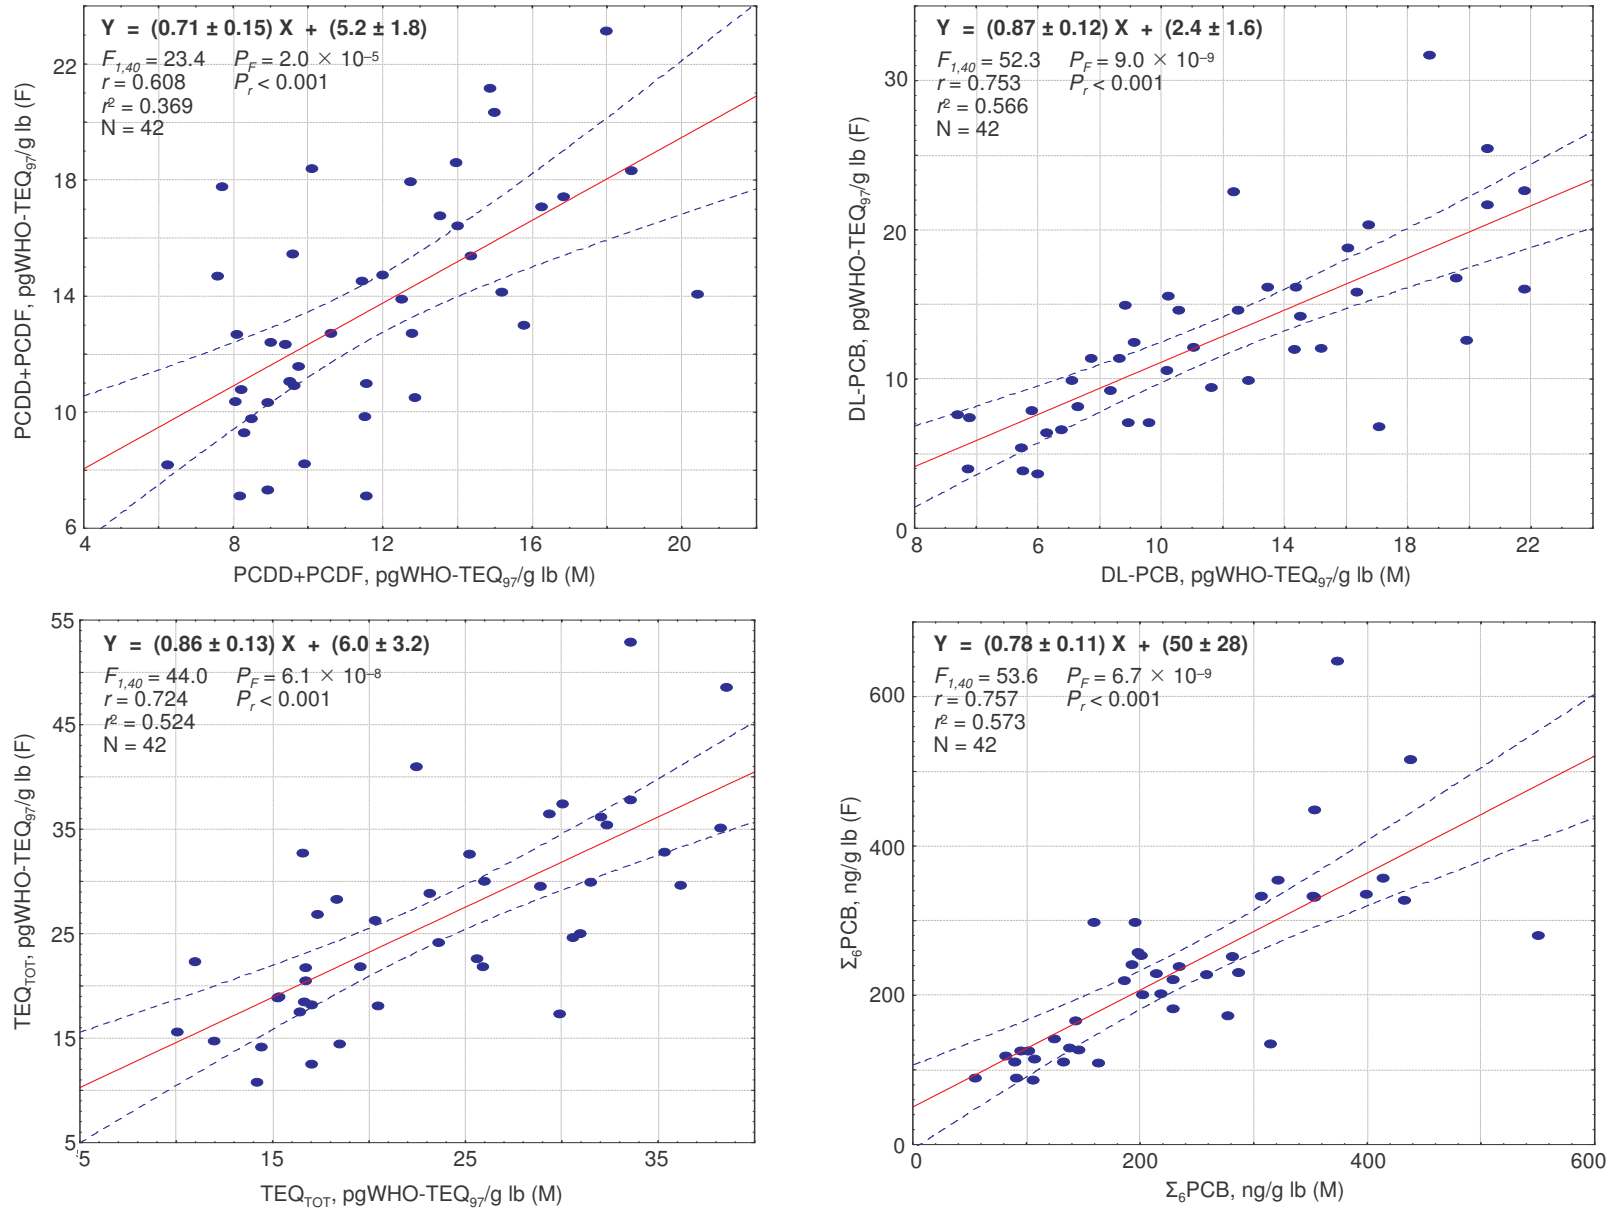 Y = (0.71 ± 0.15) X + (5.2 ± 1.8)
F1,40 = 23.4 PF = 2.0 × 10–5
r = 0.608 Pr < 0.001
r2 = 0.369
N = 42
22
18
14
10
6
4 8 12 16 20
PCDD+PCDF, pgWHO-TEQ97/g lb (F)
PCDD+PCDF, pgWHO-TEQ97/g lb (M)
Y = (0.87 ± 0.12) X + (2.4 ± 1.6)
F1,40 = 52.3 PF = 9.0 × 10–9
r = 0.753 Pr < 0.001
r2 = 0.566
N = 42
30
20
10
0
8 6 10 14 18 22
DL-PCB, pgWHO-TEQ97/g lb (F)
DL-PCB, pgWHO-TEQ97/g lb (M)
Y = (0.86 ± 0.13) X + (6.0 ± 3.2)
F1,40 = 44.0 PF = 6.1 × 10–8
r = 0.724 Pr < 0.001
r2 = 0.524
N = 42
55
45
35
25
15
5
5 15 25 35
TEQTOT, pgWHO-TEQ97/g lb (F)
TEQTOT, pgWHO-TEQ97/g lb (M)
Y = (0.78 ± 0.11) X + (50 ± 28)
F1,40 = 53.6 PF = 6.7 × 10–9
r = 0.757 Pr < 0.001
r2 = 0.573
N = 42
600
400
200
0
0 200 400 600
Σ6PCB, ng/g lb (F)
Σ6PCB, ng/g lb (M)